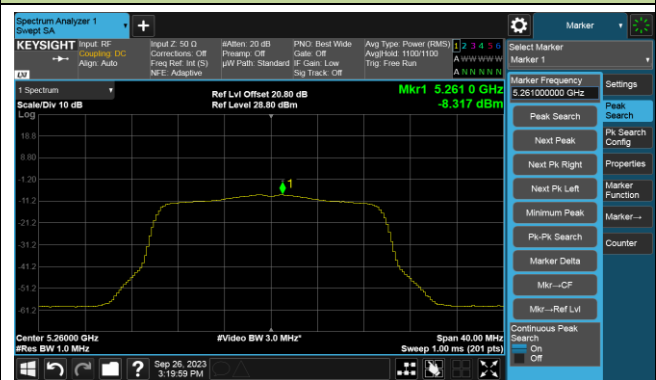 Spectrum Analyzer 1
Swept SA
Marker
KEYSIGHT
Input: RF
Coupling: DC
Align: Auto
Input Z: 50 Ω
Corrections: Off
Freq Ref: Int (S)
NFE: Adaptive
#Atten: 20 dB
Preamp: Off
µW Path: Standard
PNO: Best Wide
Gate: Off
IF Gain: Low
Sig Track: Off
Avg Type: Power (RMS)
Avg|Hold: 1100/1100
Trig: Free Run
1 2 3 4 5 6
A W W W W W
A N N N N N
LXI
Select Marker
Marker 1
1 Spectrum
Scale/Div 10 dB
Log
Ref Lvl Offset 20.80 dB
Ref Level 28.80 dBm
Mkr1 5.261 0 GHz
-8.317 dBm
18.8
8.80
-1.20
-11.2
-21.2
-31.2
-41.2
-51.2
-61.2
1
Center 5.26000 GHz
#Res BW 1.0 MHz
#Video BW 3.0 MHz*
Span 40.00 MHz
Sweep 1.00 ms (201 pts)
Marker Frequency
5.261000000 GHz
Peak Search
Next Peak
Next Pk Right
Next Pk Left
Minimum Peak
Pk-Pk Search
Marker Delta
Mkr→CF
Mkr→Ref Lvl
Continuous Peak
Search
On
Off
Settings
Peak
Search
Pk Search
Config
Properties
Marker
Function
Marker→
Counter
Sep 26, 2023
3:19:59 PM